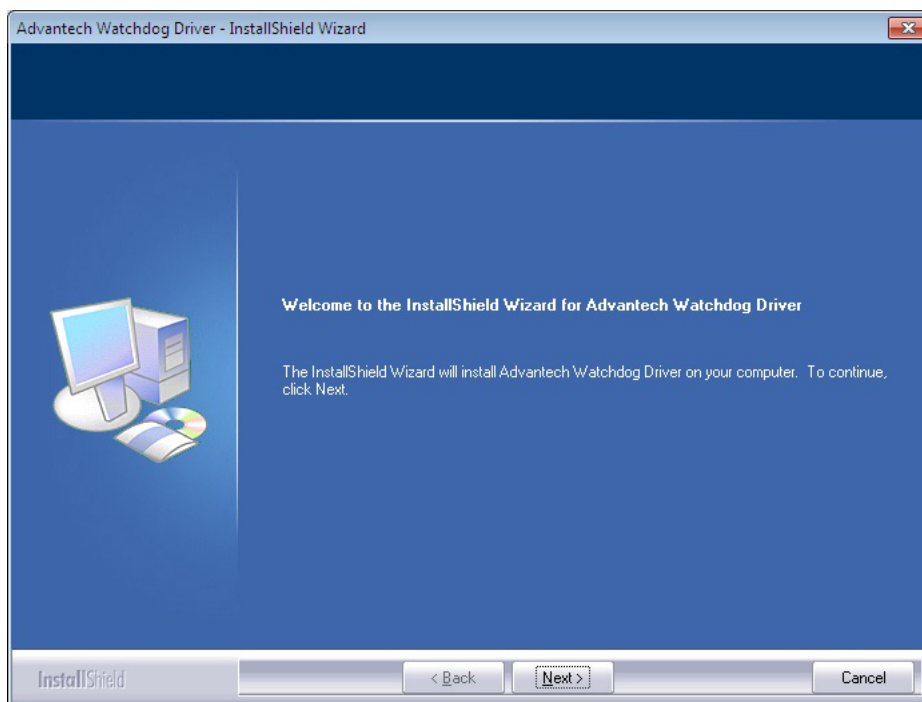 Advantech Watchdog Driver - InstallShield Wizard
Welcome to the InstallShield Wizard for Advantech Watchdog Driver
The InstallShield Wizard will install Advantech Watchdog Driver on your computer. To continue,
click Next.
InstallShield
< Back
Next >
Cancel